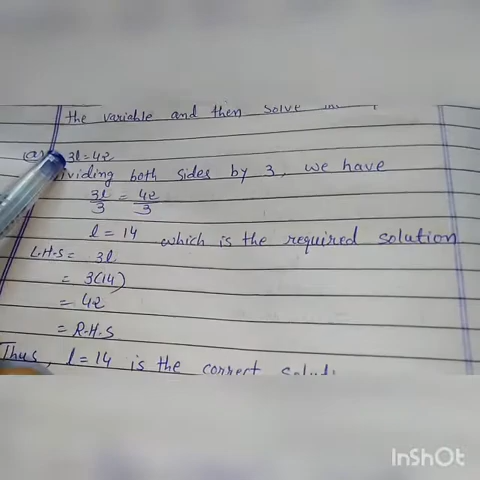 the variable and then solve
(a) 3l = 42
ividing both sides by 3, we have
3l/3 = 42/3
l = 14 which is the required solution
L.H.S = 3l
= 3(14)
= 42
= R.H.S
Thus, l = 14 is the correct
InShOt